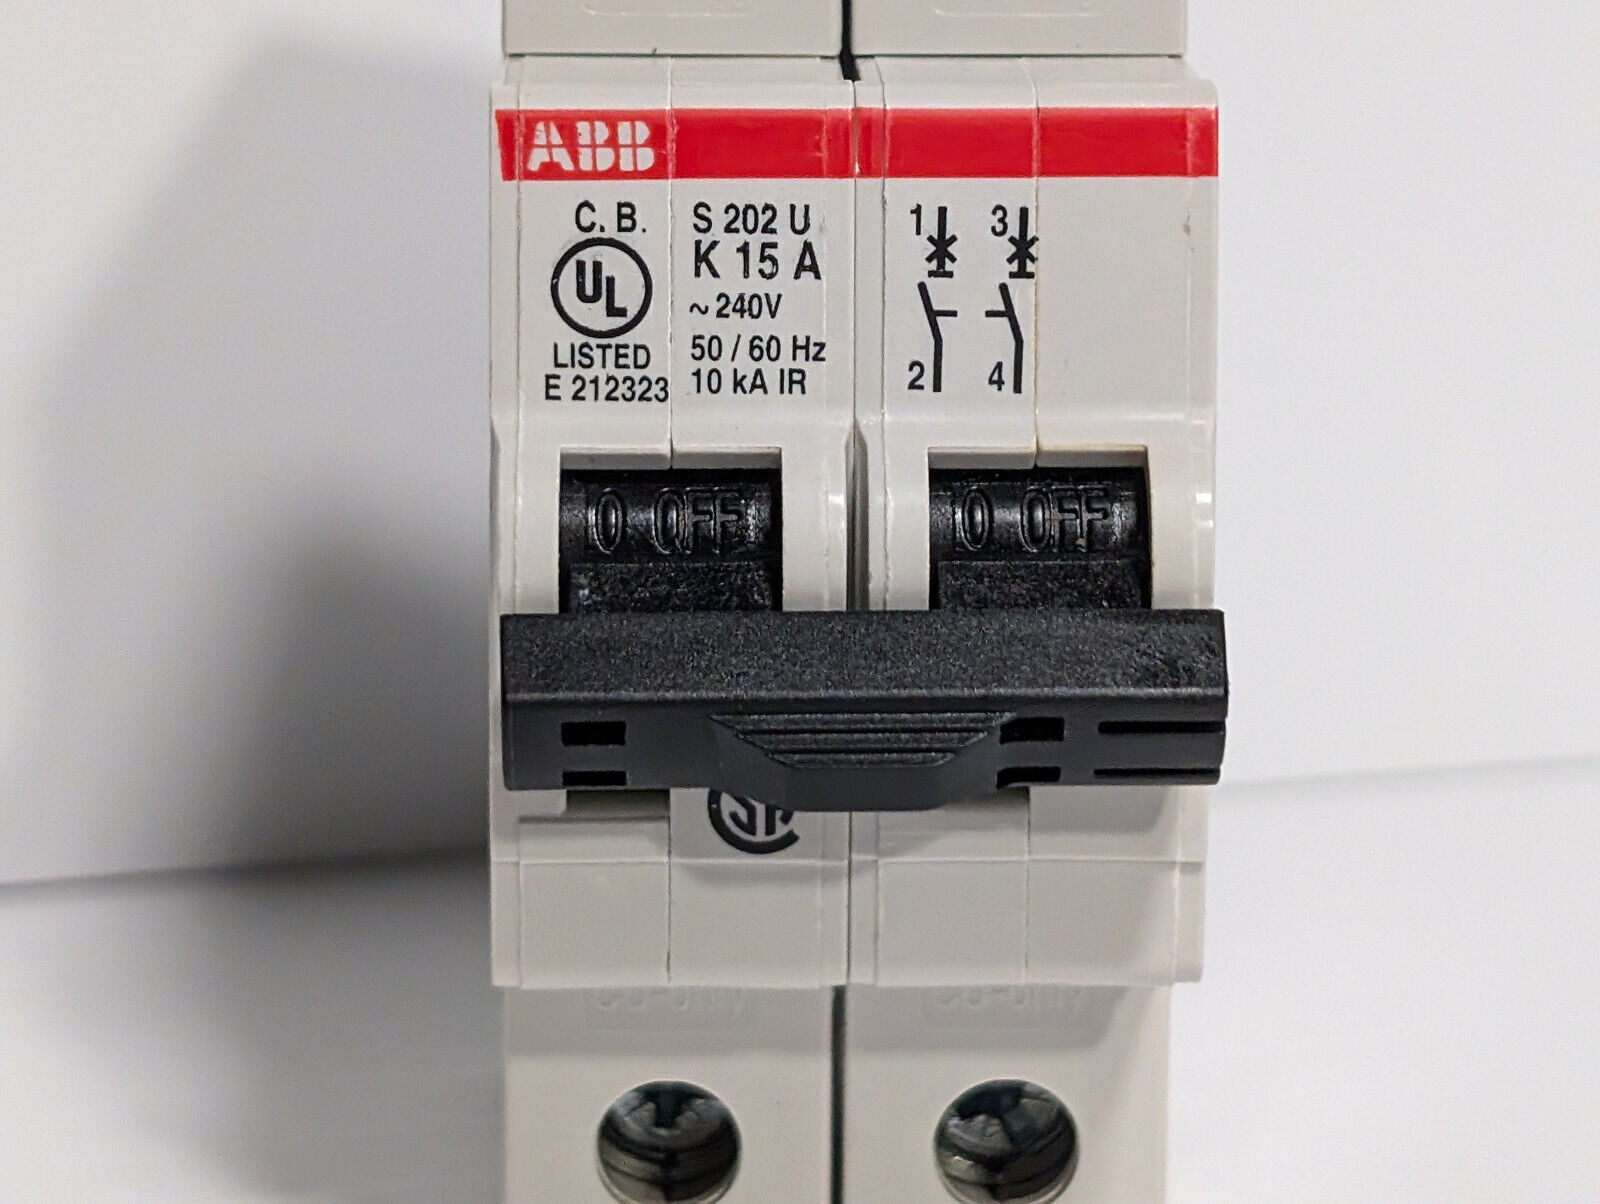 ABB
C. B.
UL
LISTED
E 212323
S 202 U
K 15 A
~ 240V
50 / 60 Hz
10 kA IR
1 3
2 4
0 OFF 0 OFF